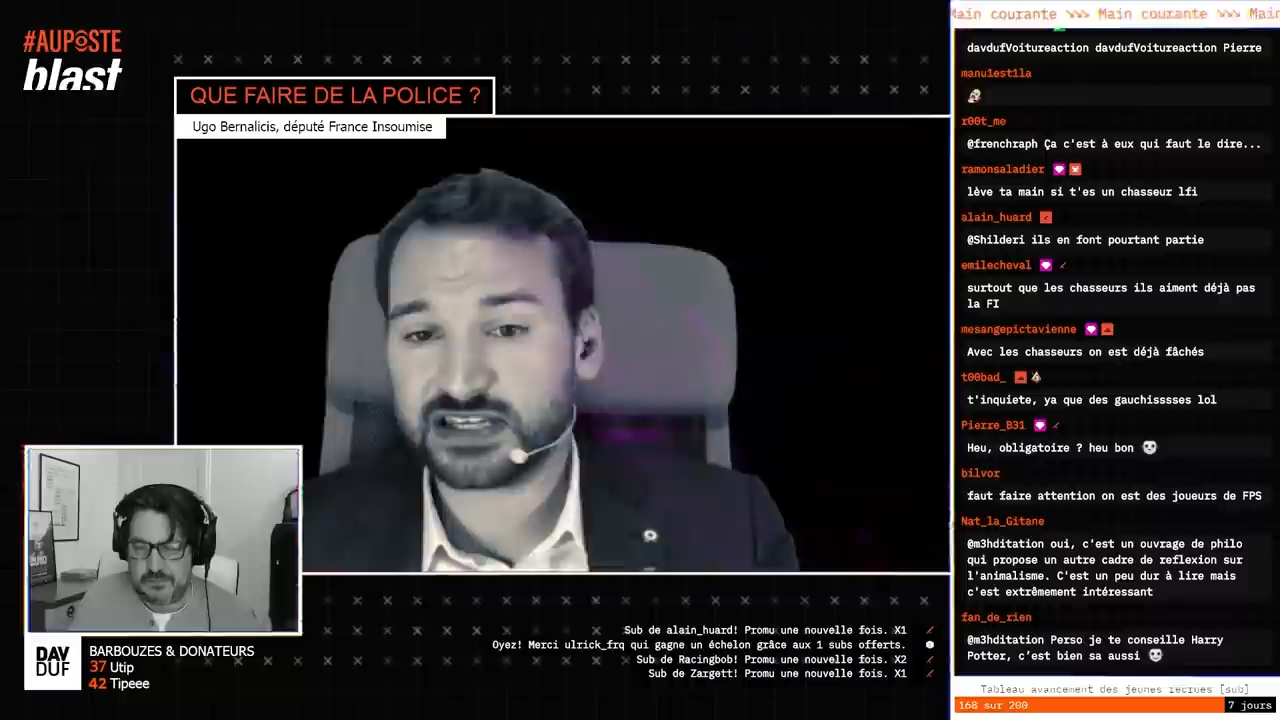 #AUPOSTE
blast
QUE FAIRE DE LA POLICE ?
Ugo Bernalicis, député France Insoumise
DAV
DUF
BARBOUZES & DONATEURS
37 Utip
42 Tipeee
Sub de alain_huard! Promu une nouvelle fois. X1
Oyez! Merci ulrick_frq qui gagne un échelon grâce aux 1 subs offerts.
Sub de Racingbob! Promu une nouvelle fois. X2
Sub de Zargett! Promu une nouvelle fois. X1
Main courante >>> Main courante >>> Main
davdufVoitureaction davdufVoitureaction Pierre
manu1est1la
r00t_me
@frenchraph Ça c'est à eux qui faut le dire...
ramonsaladier
lève ta main si t'es un chasseur lfi
alain_huard
@Shilderi ils en font pourtant partie
emilecheval
surtout que les chasseurs ils aiment déjà pas
la FI
mesangepictavienne
Avec les chasseurs on est déjà fâchés
t00bad_
t'inquiete, ya que des gauchisssses lol
Pierre_B31
Heu, obligatoire ? heu bon
bilvor
faut faire attention on est des joueurs de FPS
Nat_la_Gitane
@m3hditation oui, c'est un ouvrage de philo
qui propose un autre cadre de reflexion sur
l'animalisme. C'est un peu dur à lire mais
c'est extrêmement intéressant
fan_de_rien
@m3hditation Perso je te conseille Harry
Potter, c'est bien sa aussi
Tableau avancement des jeunes recrues [sub]
168 sur 200
7 jours